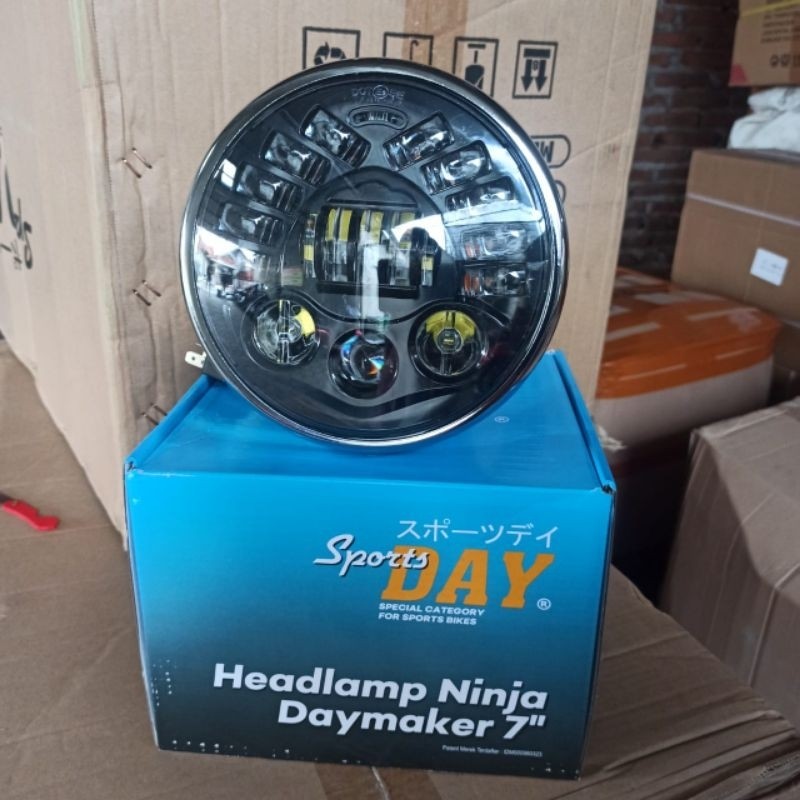 スポーツデイ
Sports
DAY®
SPECIAL CATEGORY
FOR SPORTS BIKES
Headlamp Ninja
Daymaker 7"